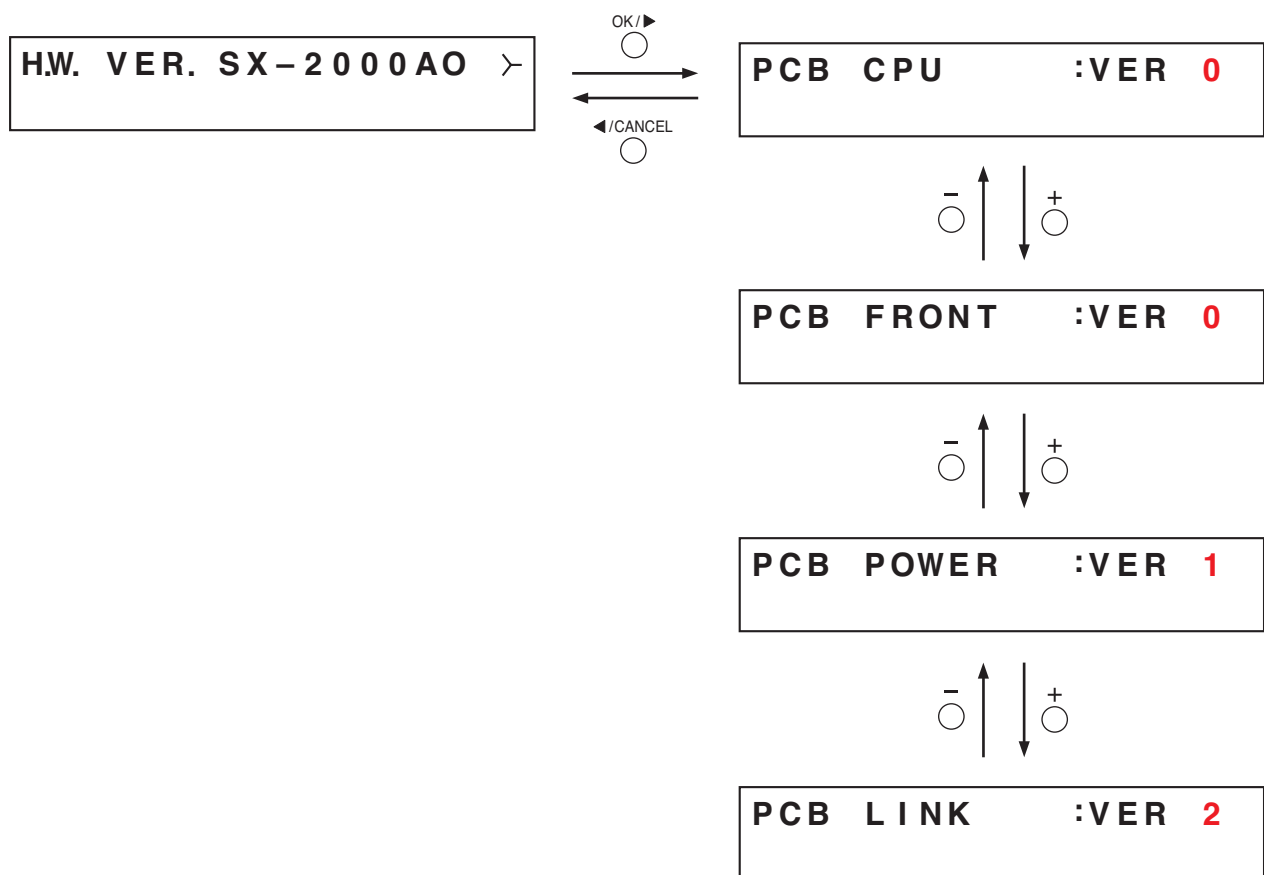 OK/▶
H.W. VER. SX-2000AO >-
PCB CPU :VER 0
◀/CANCEL
- +
PCB FRONT :VER 0
- +
PCB POWER :VER 1
- +
PCB LINK :VER 2